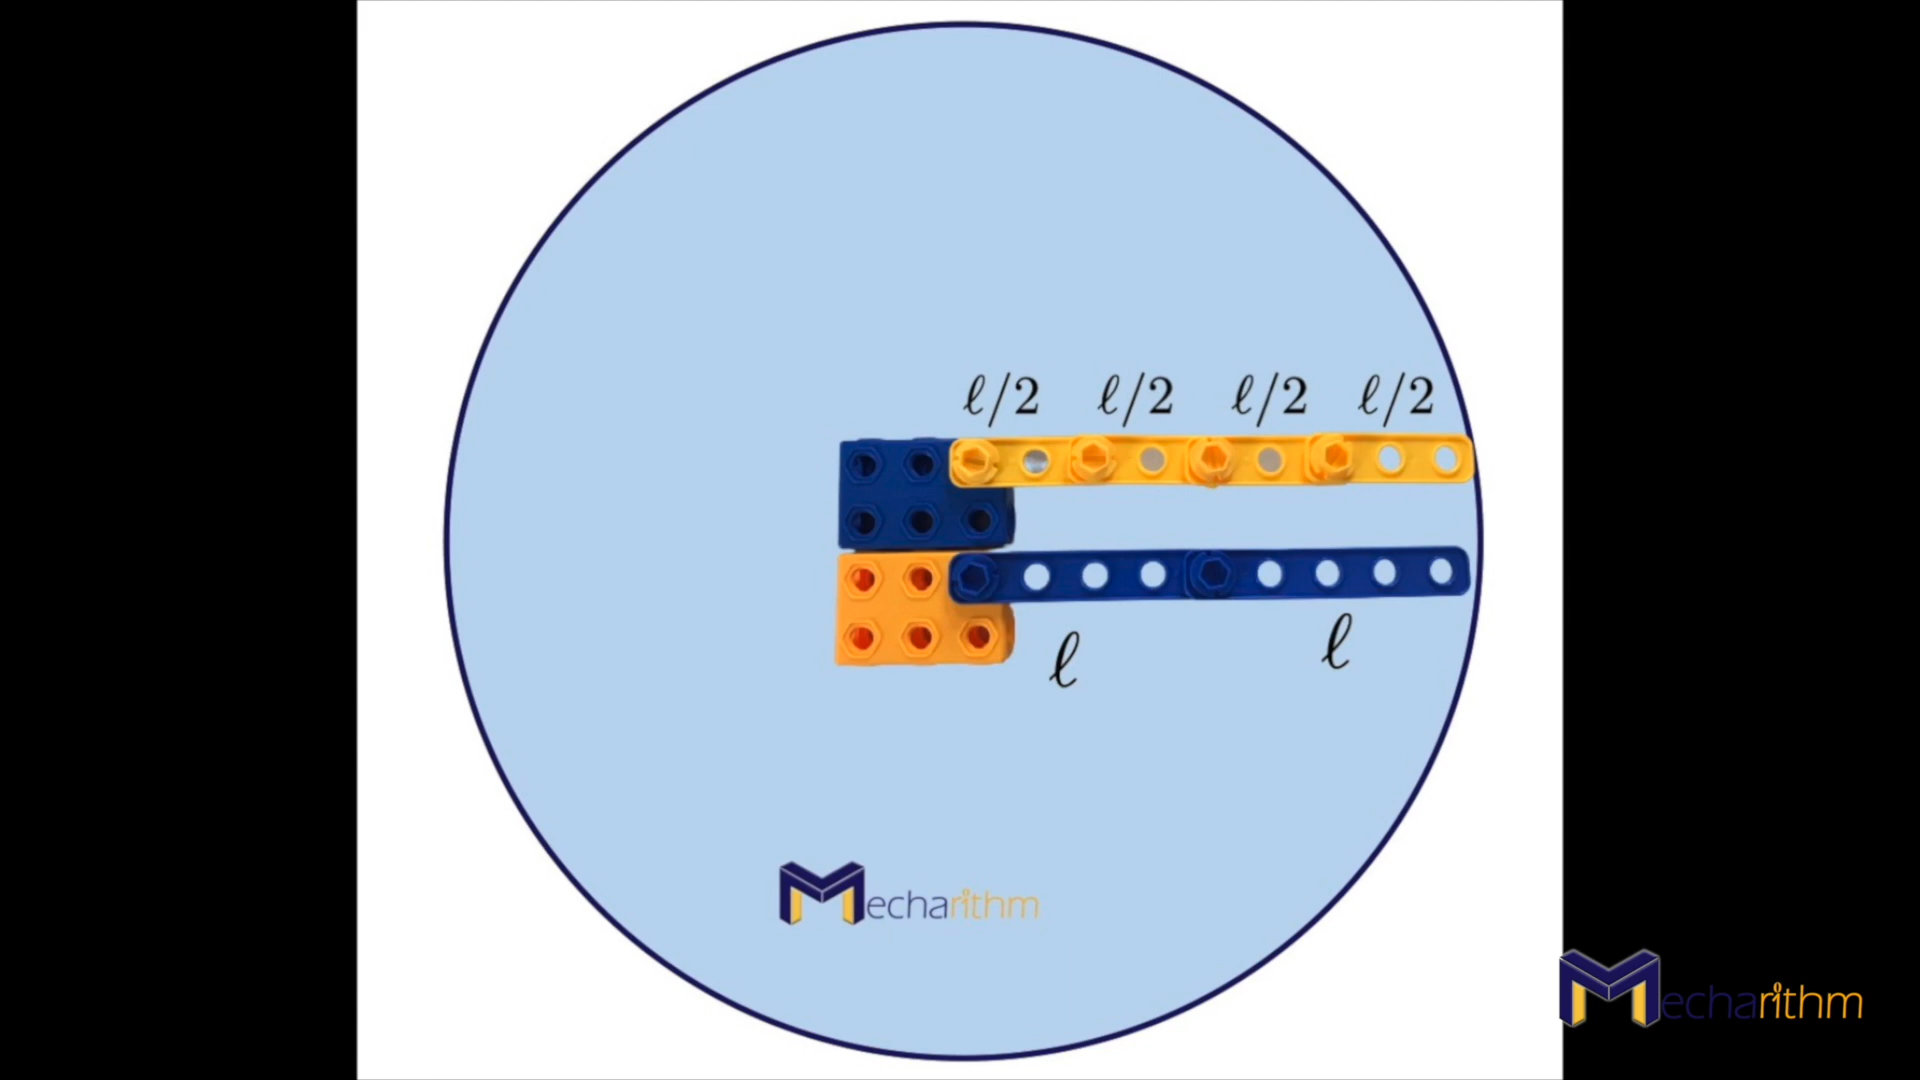 ℓ/2 ℓ/2 ℓ/2 ℓ/2
ℓ ℓ
Mecharithm
Mecharithm